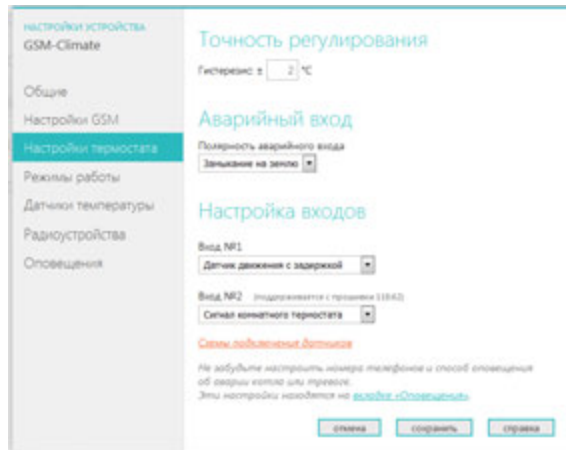 НАСТРОЙКИ УСТРОЙСТВА
GSM-Climate
Общие
Настройки GSM
Настройки термостата
Режимы работы
Датчики температуры
Радиоустройства
Оповещения
Точность регулирования
Гистерезис: ± 2 °C
Аварийный вход
Полярность аварийного входа
Замыкание на землю
Настройка входов
Вход №1
Датчик движения с задержкой
Вход №2 (поддерживается с прошивки
Сигнал комнатного термостата
Схемы подключения датчиков
Не забудьте настроить номера телефонов и способ оповещения
об аварии котла или тревоге.
Эти настройки находятся на вкладке «Оповещения».
отмена сохранить справка